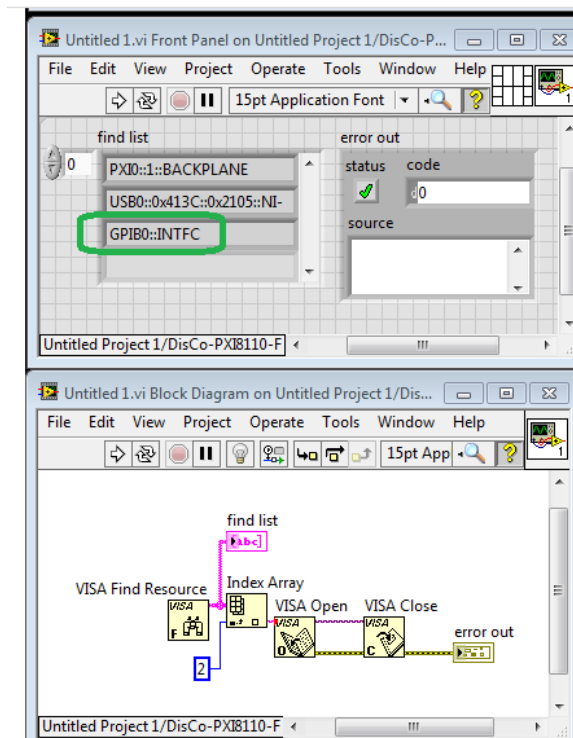 Untitled 1.vi Front Panel on Untitled Project 1/DisCo-P...
File Edit View Project Operate Tools Window Help
15pt Application Font
1
find list
error out
0
PXI0::1::BACKPLANE
status code
USB0::0x413C::0x2105::NI-
d0
GPIB0::INTFC
source
Untitled Project 1/DisCo-PXI8110-F
Untitled 1.vi Block Diagram on Untitled Project 1/Dis...
File Edit View Project Operate Tools Window Help
15pt App
1
find list
abc
VISA Find Resource
Index Array
VISA Open
VISA Close
VISA
F
VISA
O
VISA
C
error out
2
Untitled Project 1/DisCo-PXI8110-F